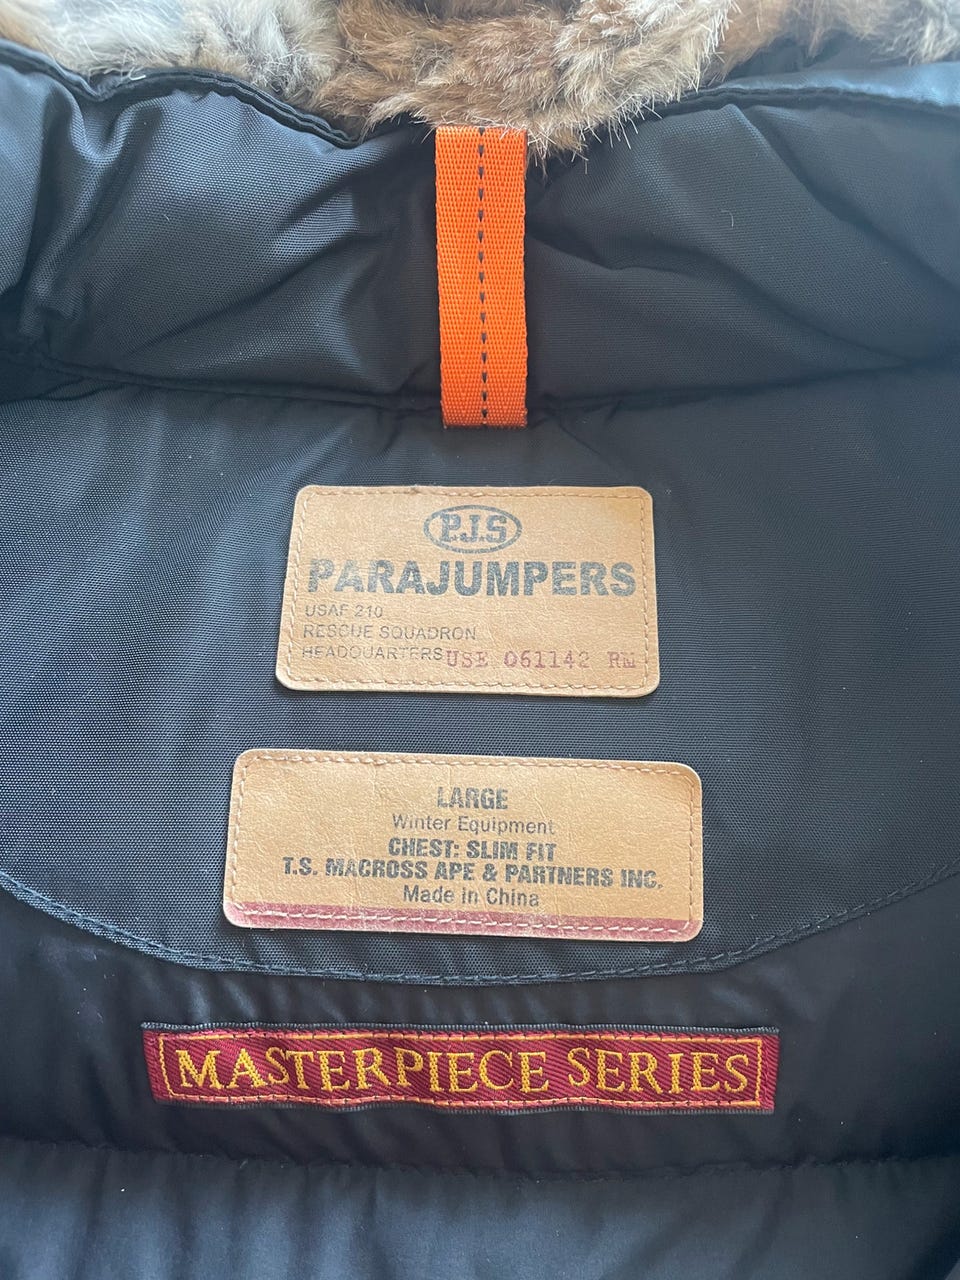 P.J.S
PARAJUMPERS
USAF 210
RESCUE SQUADRON
HEADQUARTERS USE 061142 RM
LARGE
Winter Equipment
CHEST: SLIM FIT
T.S. MACROSS APE & PARTNERS INC.
Made in China
MASTERPIECE SERIES